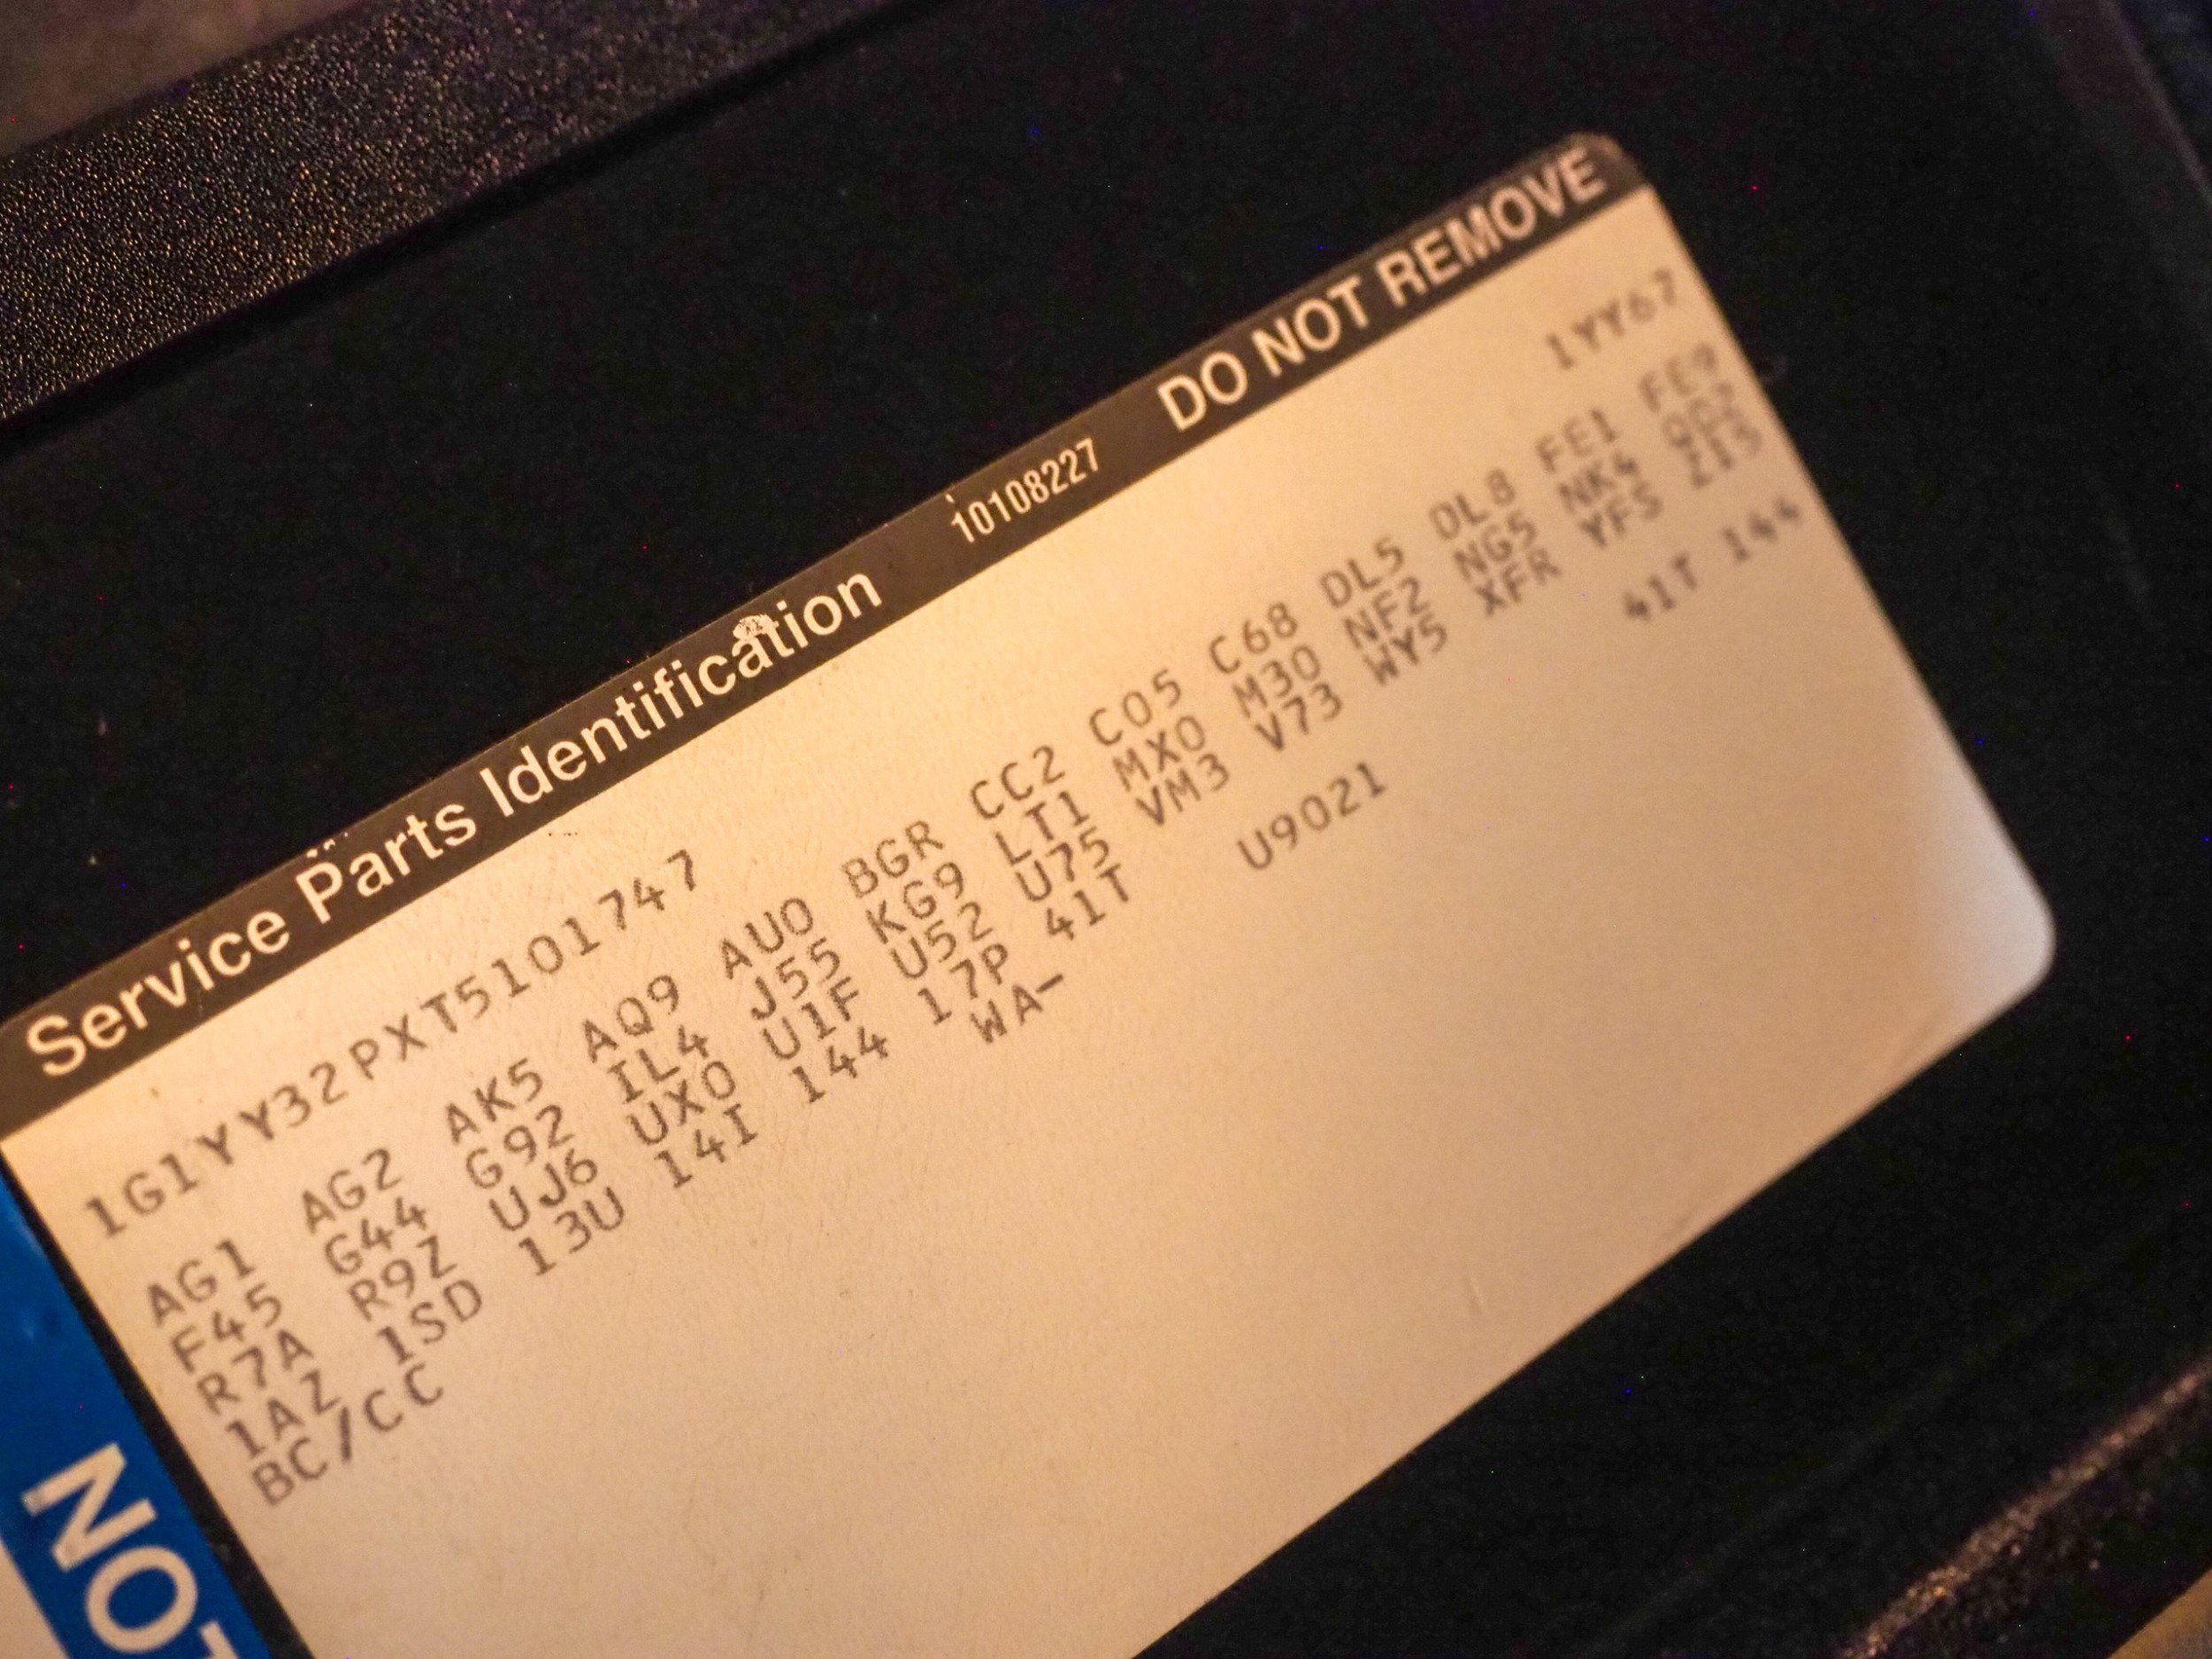 Service Parts Identification 10108227 DO NOT REMOVE
1G1YY32PXT5101747 1YY67
AG1 AG2 AK5 AQ9 AU0 BGR CC2 C05 C68 DL5 DL8 FE1 FE9
F45 G44 G92 IL4 J55 KG9 LT1 MX0 M30 NF2 NG5 NK4
R7A R9Z UJ6 UX0 U1F U52 U75 VM3 V73 WY5 XFR YF5
1AZ 1SD 13U 14I 144 17P 41T 41T 144
BC/CC WA- U9021
NOT